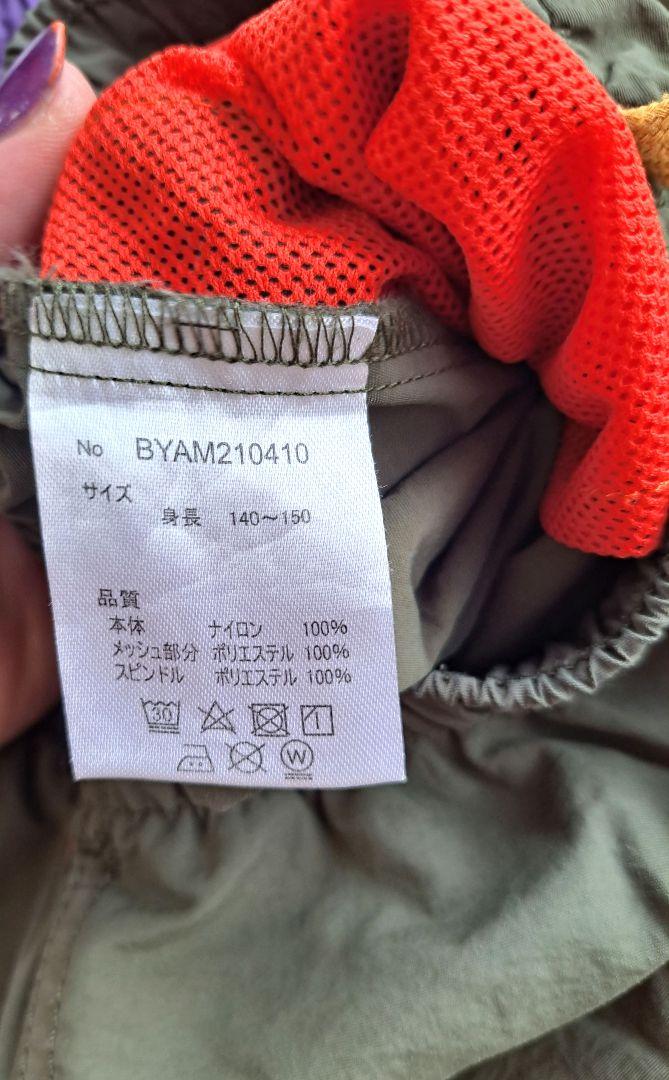 No BYAM210410
サイズ
身長 140～150
品質
本体 ナイロン 100%
メッシュ部分 ポリエステル 100%
スピンドル ポリエステル 100%
30
W